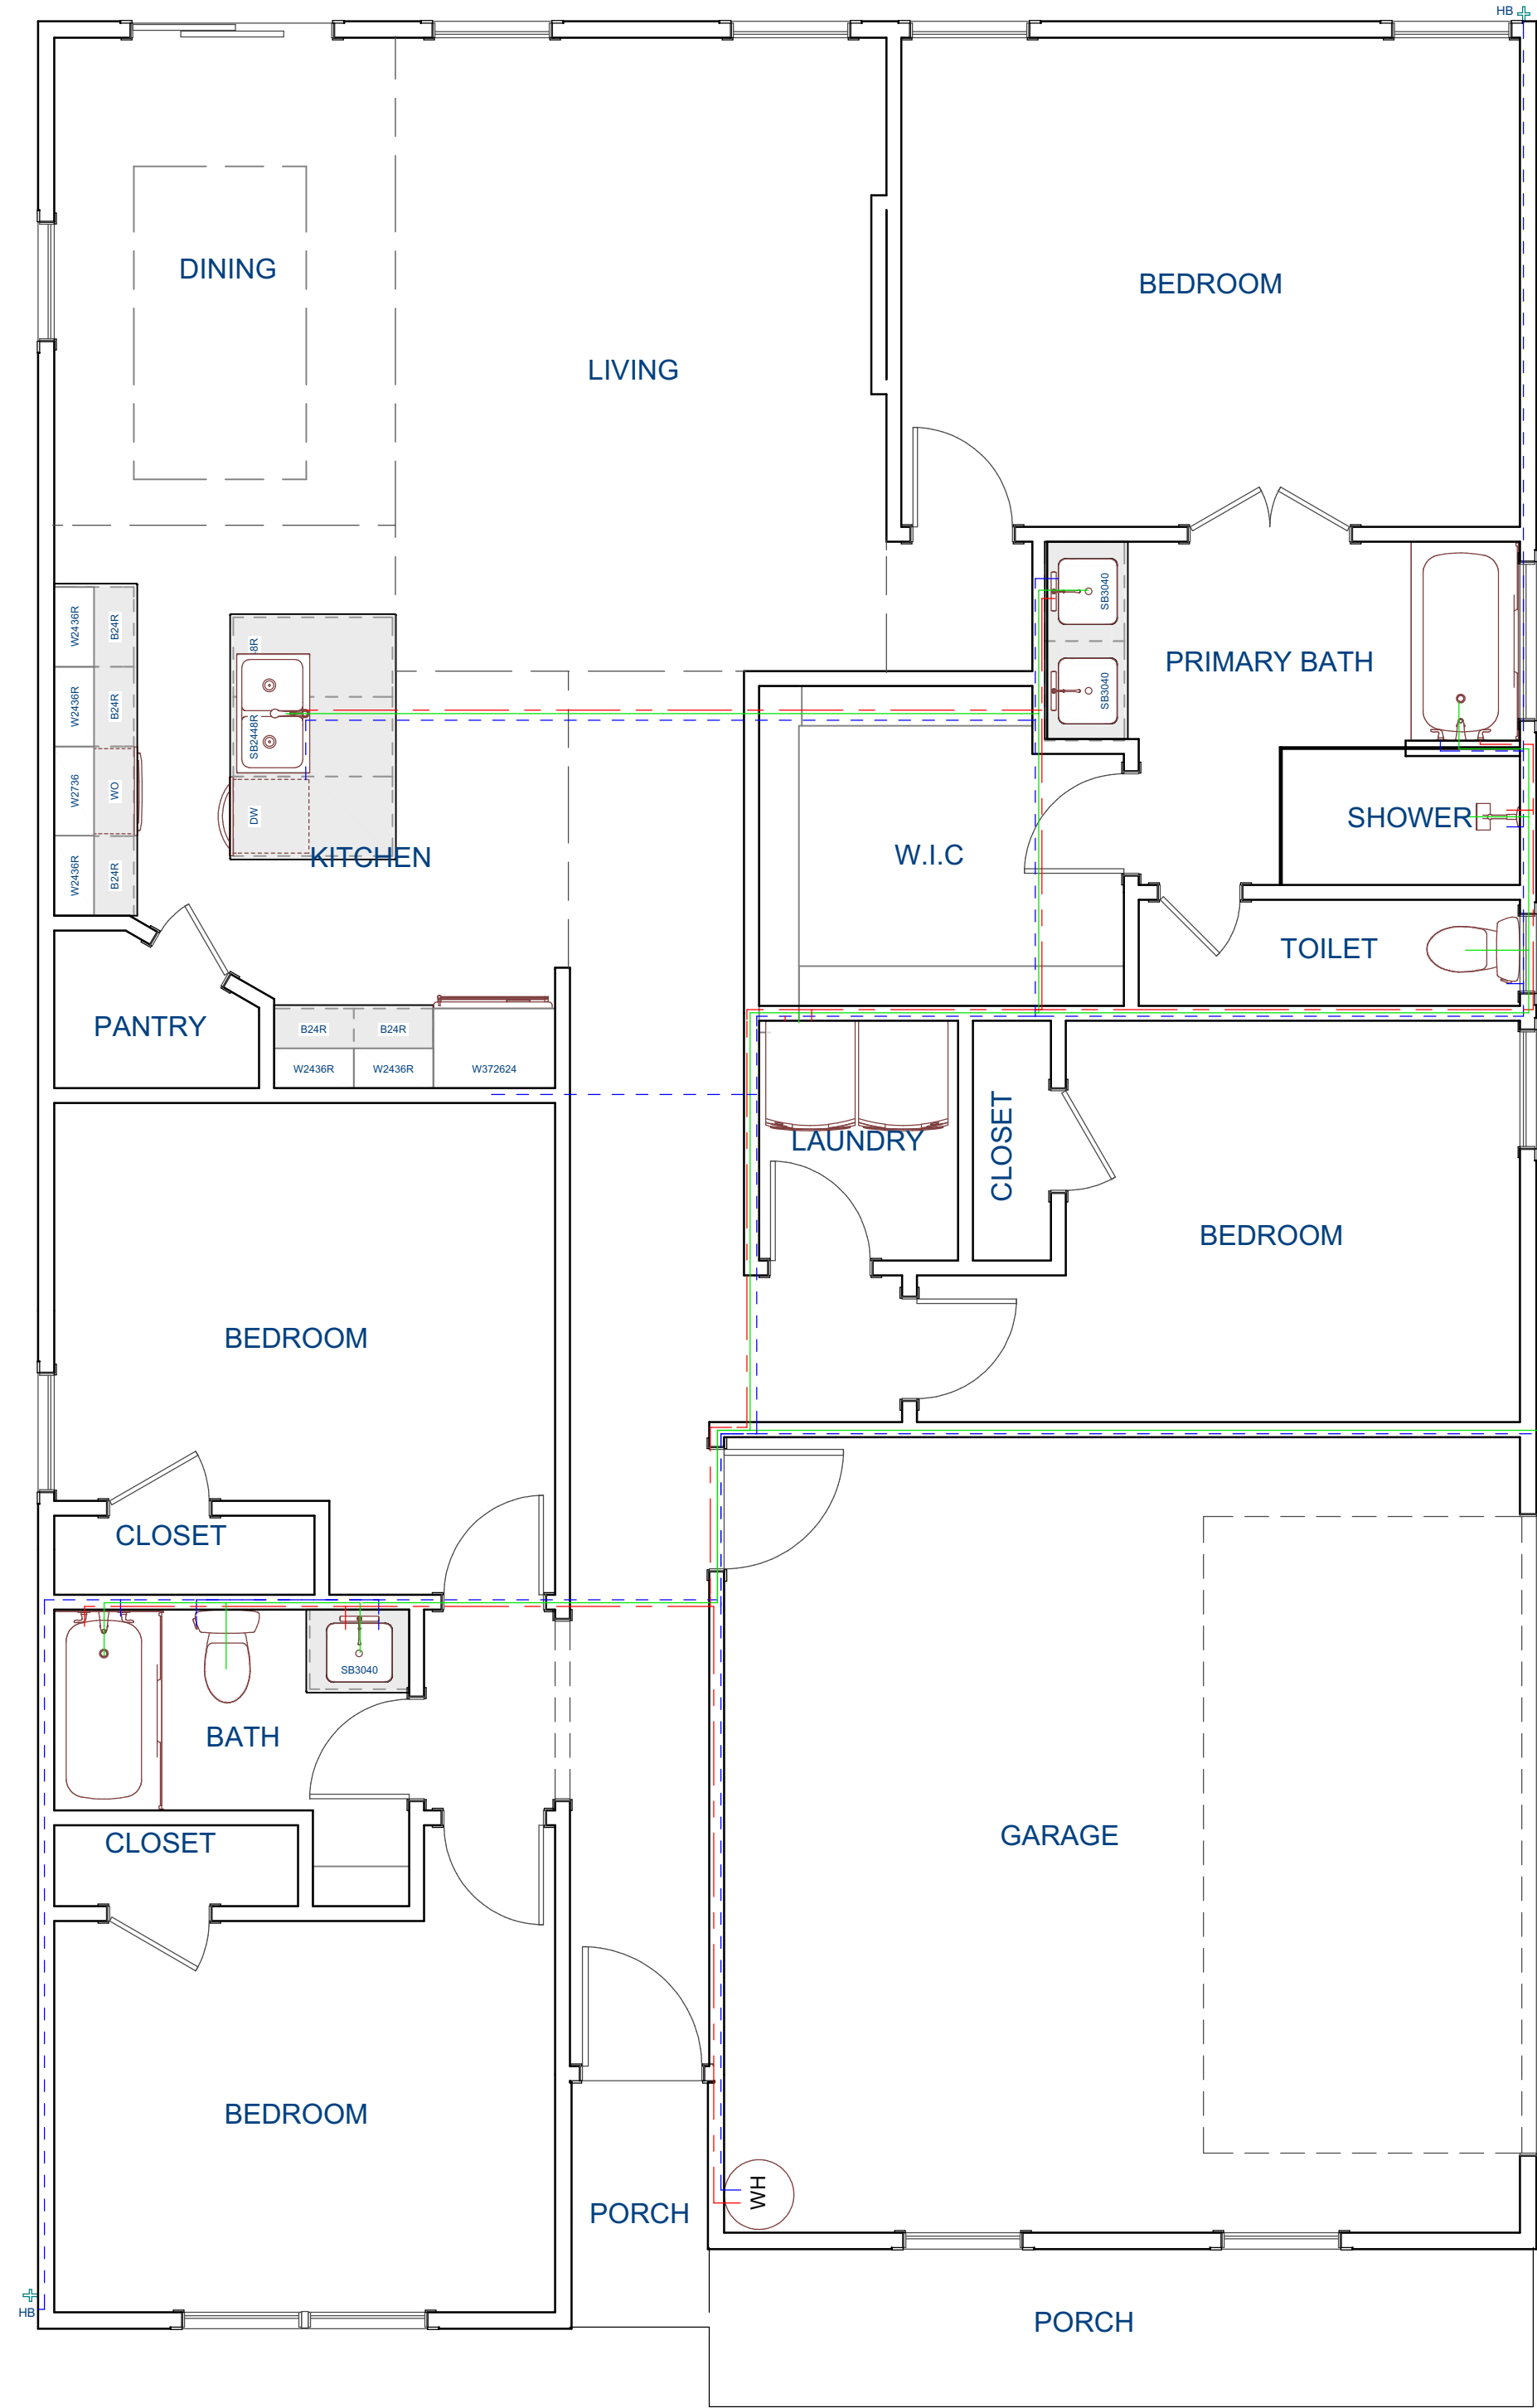 HB
DINING
BEDROOM
LIVING
SB3040
PRIMARY BATH
SB3040
W2436R
B24R
8R
W2436R
B24R
SB2448R
W2736
WO
DW
W2436R
B24R
KITCHEN
SHOWER
W.I.C
TOILET
PANTRY
B24R
B24R
W2436R
W2436R
W372624
LAUNDRY
CLOSET
BEDROOM
BEDROOM
CLOSET
SB3040
BATH
GARAGE
CLOSET
BEDROOM
WH
PORCH
HB
PORCH